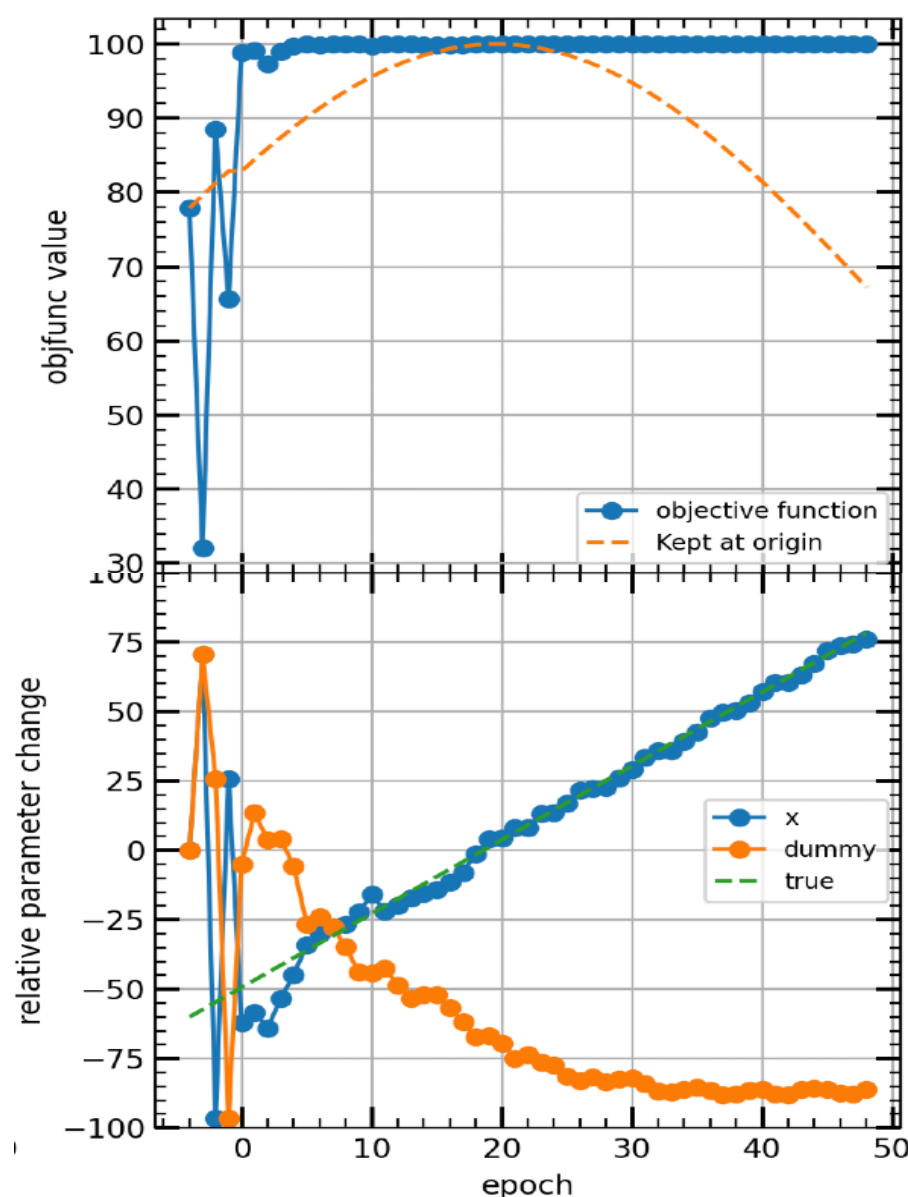 100
90
80
70
60
50
40
30
objfunc value
objective function
Kept at origin
100
75
50
25
0
−25
−50
−75
−100
relative parameter change
x
dummy
true
0
10
20
30
40
50
epoch